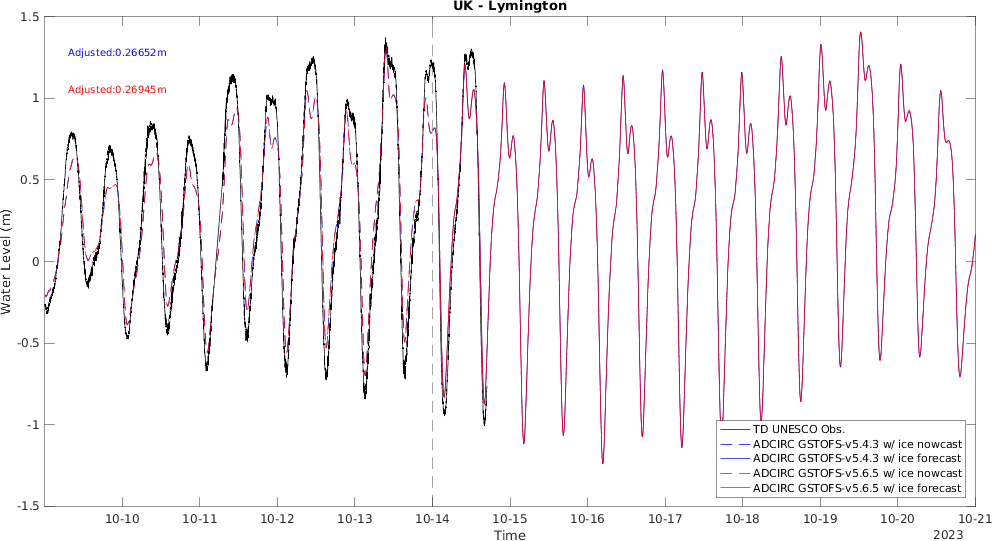 UK - Lymington
Adjusted:0.26652m
Adjusted:0.26945m
Water Level (m)
1.5
1
0.5
0
-0.5
-1
-1.5
TD UNESCO Obs.
ADCIRC GSTOFS-v5.4.3 w/ ice nowcast
ADCIRC GSTOFS-v5.4.3 w/ ice forecast
ADCIRC GSTOFS-v5.6.5 w/ ice nowcast
ADCIRC GSTOFS-v5.6.5 w/ ice forecast
10-10 10-11 10-12 10-13 10-14 10-15 10-16 10-17 10-18 10-19 10-20 10-21
Time
2023